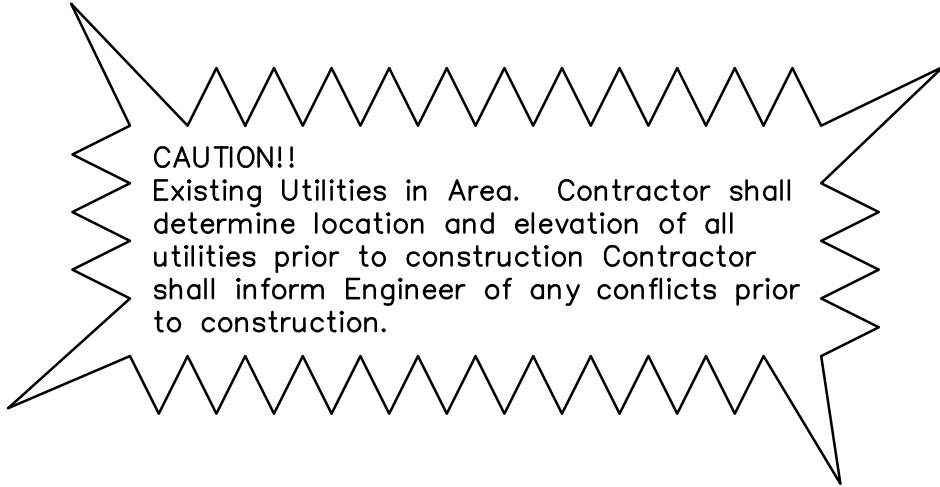 CAUTION!!
Existing Utilities in Area.  Contractor shall
determine location and elevation of all
utilities prior to construction Contractor
shall inform Engineer of any conflicts prior
to construction.